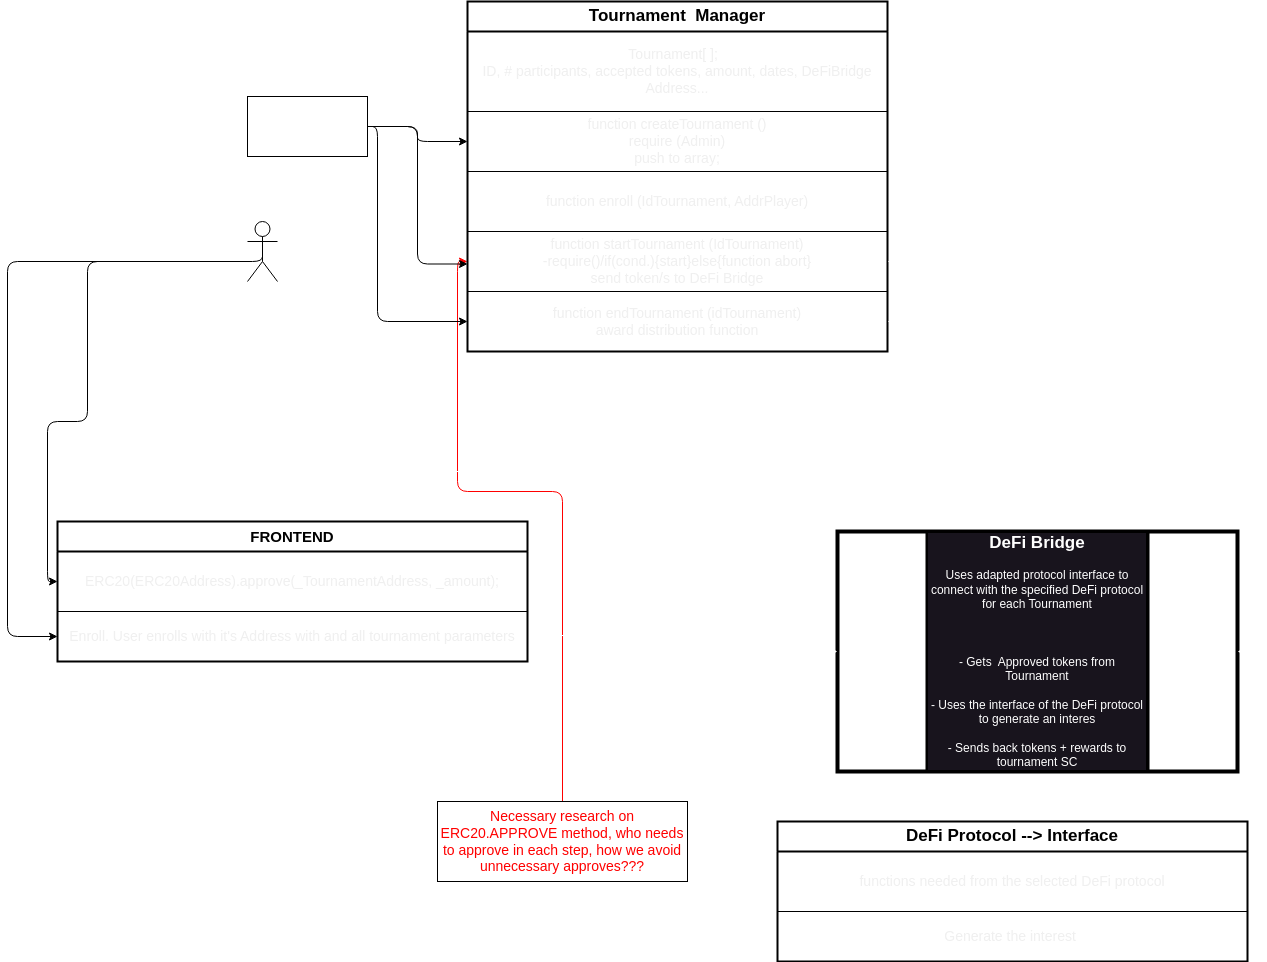 Tournament  Manager
Tournament[ ];
ID, # participants, accepted tokens, amount, dates, DeFiBridge
Address...
function createTournament ()
require (Admin)
push to array;
function enroll (IdTournament, AddrPlayer)
function startTournament (IdTournament)
-require()/if(cond.){start}else{function abort}
send token/s to DeFi Bridge
function endTournament (idTournament)
award distribution function
FRONTEND
ERC20(ERC20Address).approve(_TournamentAddress, _amount);
Enroll. User enrolls with it's Address with and all tournament parameters
DeFi Bridge
Uses adapted protocol interface to
connect with the specified DeFi protocol
for each Tournament
- Gets  Approved tokens from
Tournament
- Uses the interface of the DeFi protocol
to generate an interes
- Sends back tokens + rewards to
tournament SC
Necessary research on
ERC20.APPROVE method, who needs
to approve in each step, how we avoid
unnecessary approves???
DeFi Protocol --> Interface
functions needed from the selected DeFi protocol
Generate the interest